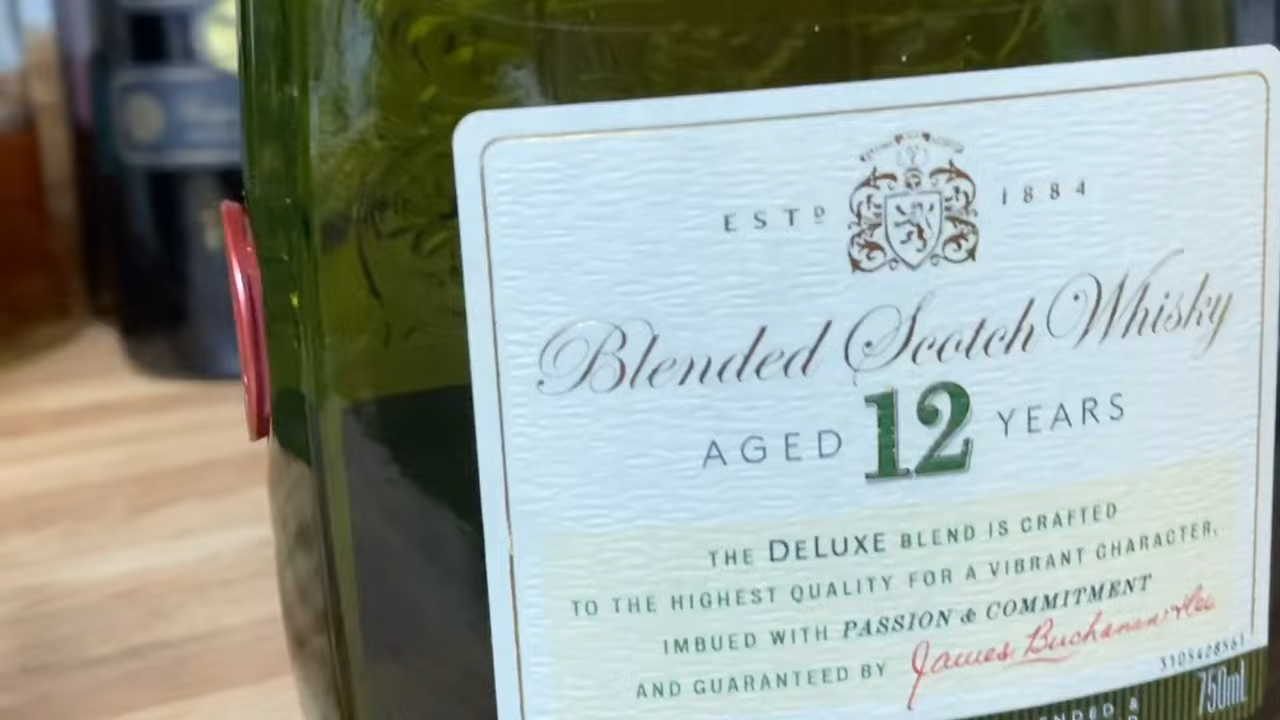 ESTD 1884
Blended Scotch Whisky
AGED 12 YEARS
THE DELUXE BLEND IS CRAFTED
TO THE HIGHEST QUALITY FOR A VIBRANT CHARACTER,
IMBUED WITH PASSION & COMMITMENT
AND GUARANTEED BY James Buchanan & Co
750mL